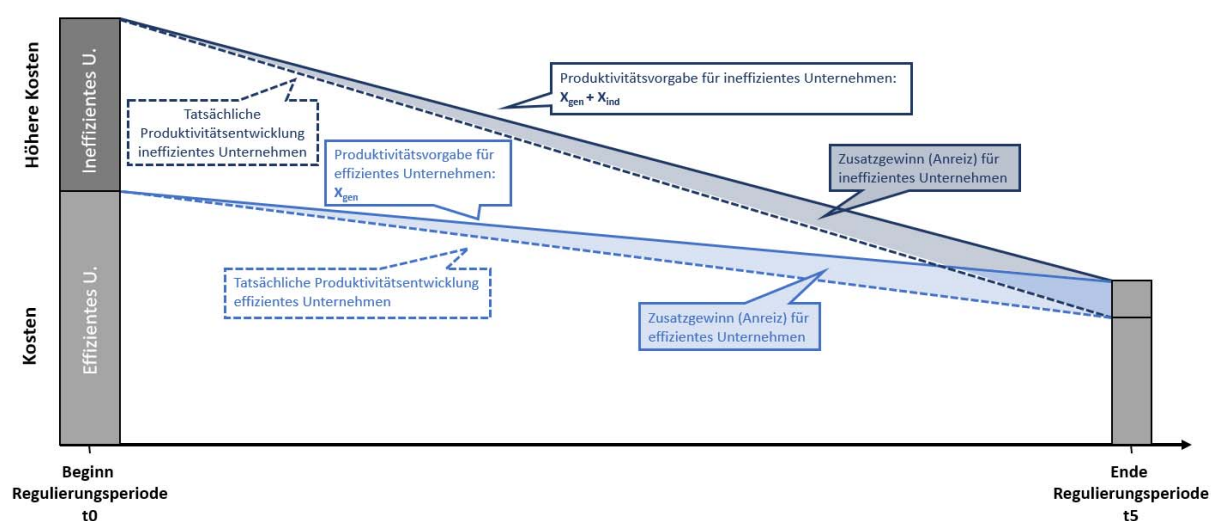 Höhere Kosten
Ineffizientes U.
Kosten
Effizientes U.
Tatsächliche
Produktivitätsentwicklung
ineffizientes Unternehmen
Produktivitätsvorgabe für ineffizientes Unternehmen:
Xgen + Xind
Produktivitätsvorgabe für
effizientes Unternehmen:
Xgen
Zusatzgewinn (Anreiz) für
ineffizientes Unternehmen
Tatsächliche Produktivitätsentwicklung
effizientes Unternehmen
Zusatzgewinn (Anreiz) für
effizientes Unternehmen
Beginn
Regulierungsperiode
t0
Ende
Regulierungsperiode
t5